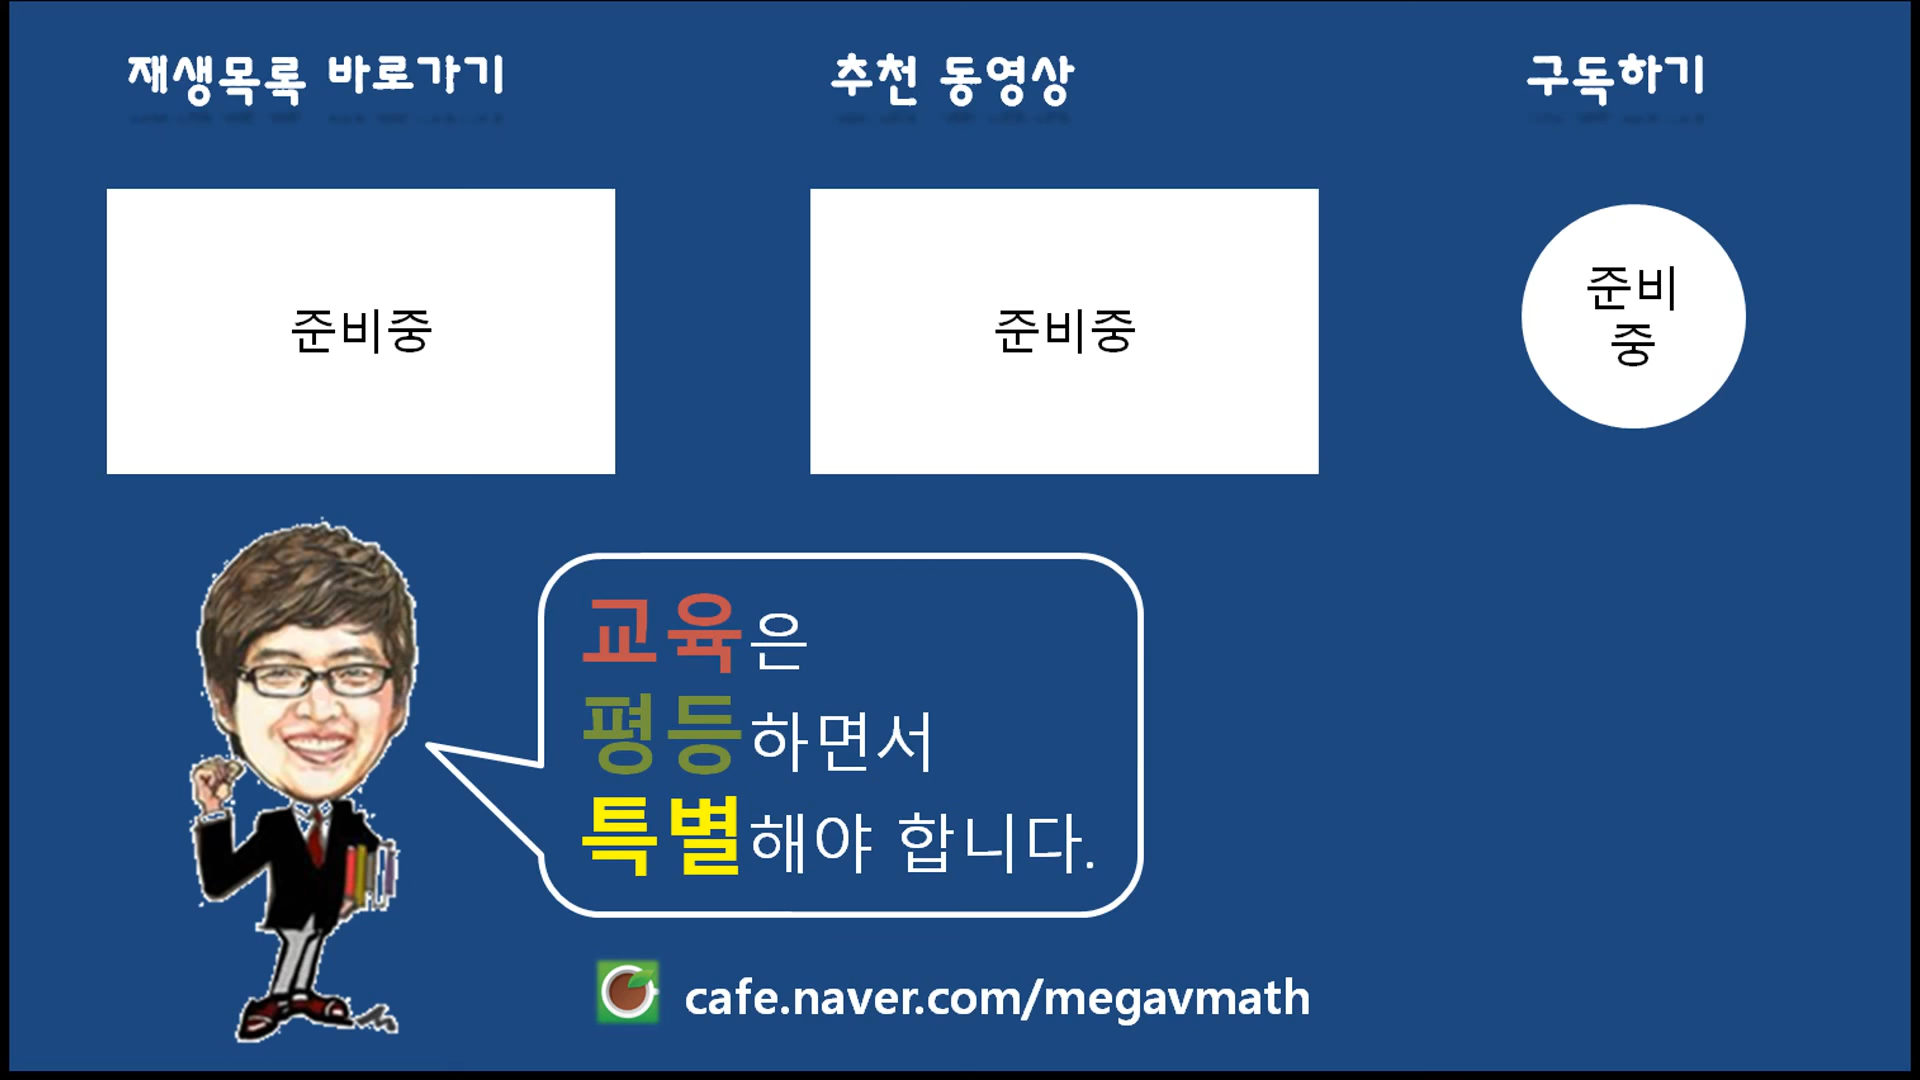 재생목록 바로가기
추천 동영상
구독하기
준비중
준비중
준비
중
교육은
평등하면서
특별해야 합니다.
cafe.naver.com/megavmath